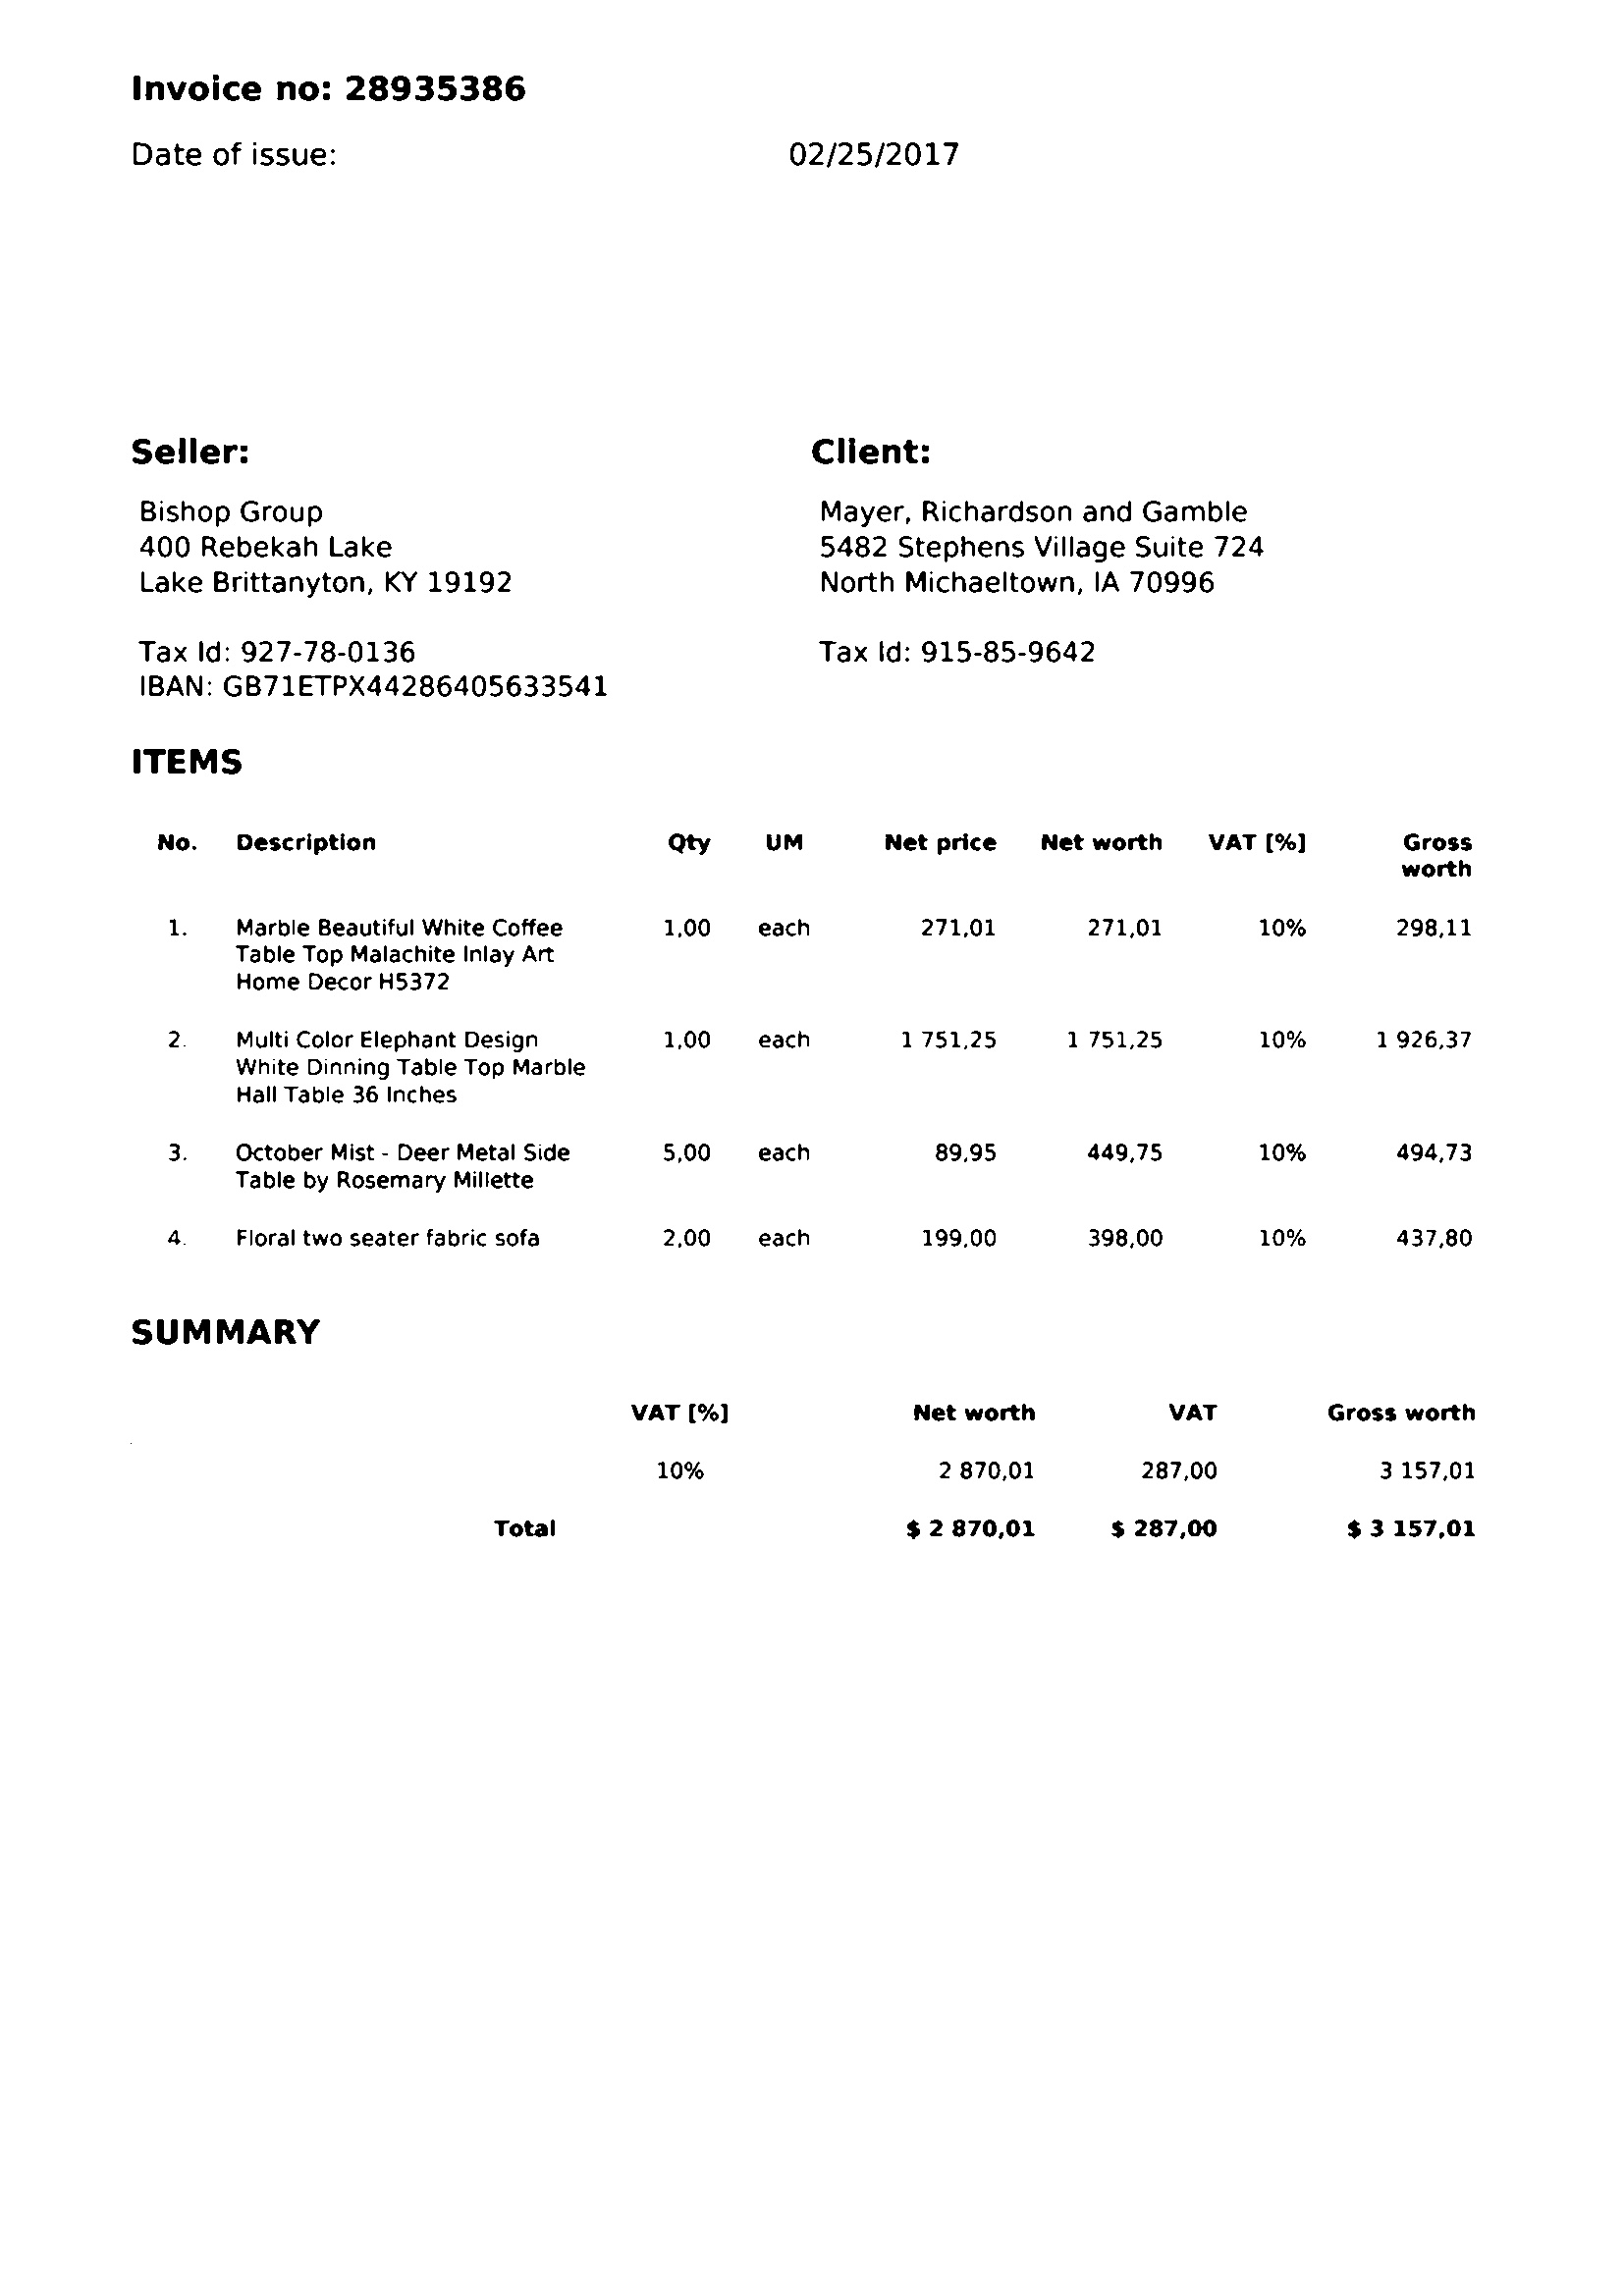 Invoice no: 28935386
Date of issue: 02/25/2017
Seller: Client:
Bishop Group Mayer, Richardson and Gamble
400 Rebekah Lake 5482 Stephens Village Suite 724
Lake Brittanyton, KY 19192 North Michaeltown, IA 70996
Tax Id: 927-78-0136 Tax Id: 915-85-9642
IBAN: GB71ETPX44286405633541
ITEMS
No. Description Qty UM Net price Net worth VAT [%] Gross
worth
1. Marble Beautiful White Coffee 1,00 each 271,01 271,01 10% 298,11
Table Top Malachite Inlay Art
Home Decor H5372
2. Multi Color Elephant Design 1,00 each 1 751,25 1 751,25 10% 1 926,37
White Dinning Table Top Marble
Hall Table 36 Inches
3. October Mist - Deer Metal Side 5,00 each 89,95 449,75 10% 494,73
Table by Rosemary Millette
4. Floral two seater fabric sofa 2,00 each 199,00 398,00 10% 437,80
SUMMARY
VAT [%] Net worth VAT Gross worth
10% 2 870,01 287,00 3 157,01
Total $ 2 870,01 $ 287,00 $ 3 157,01